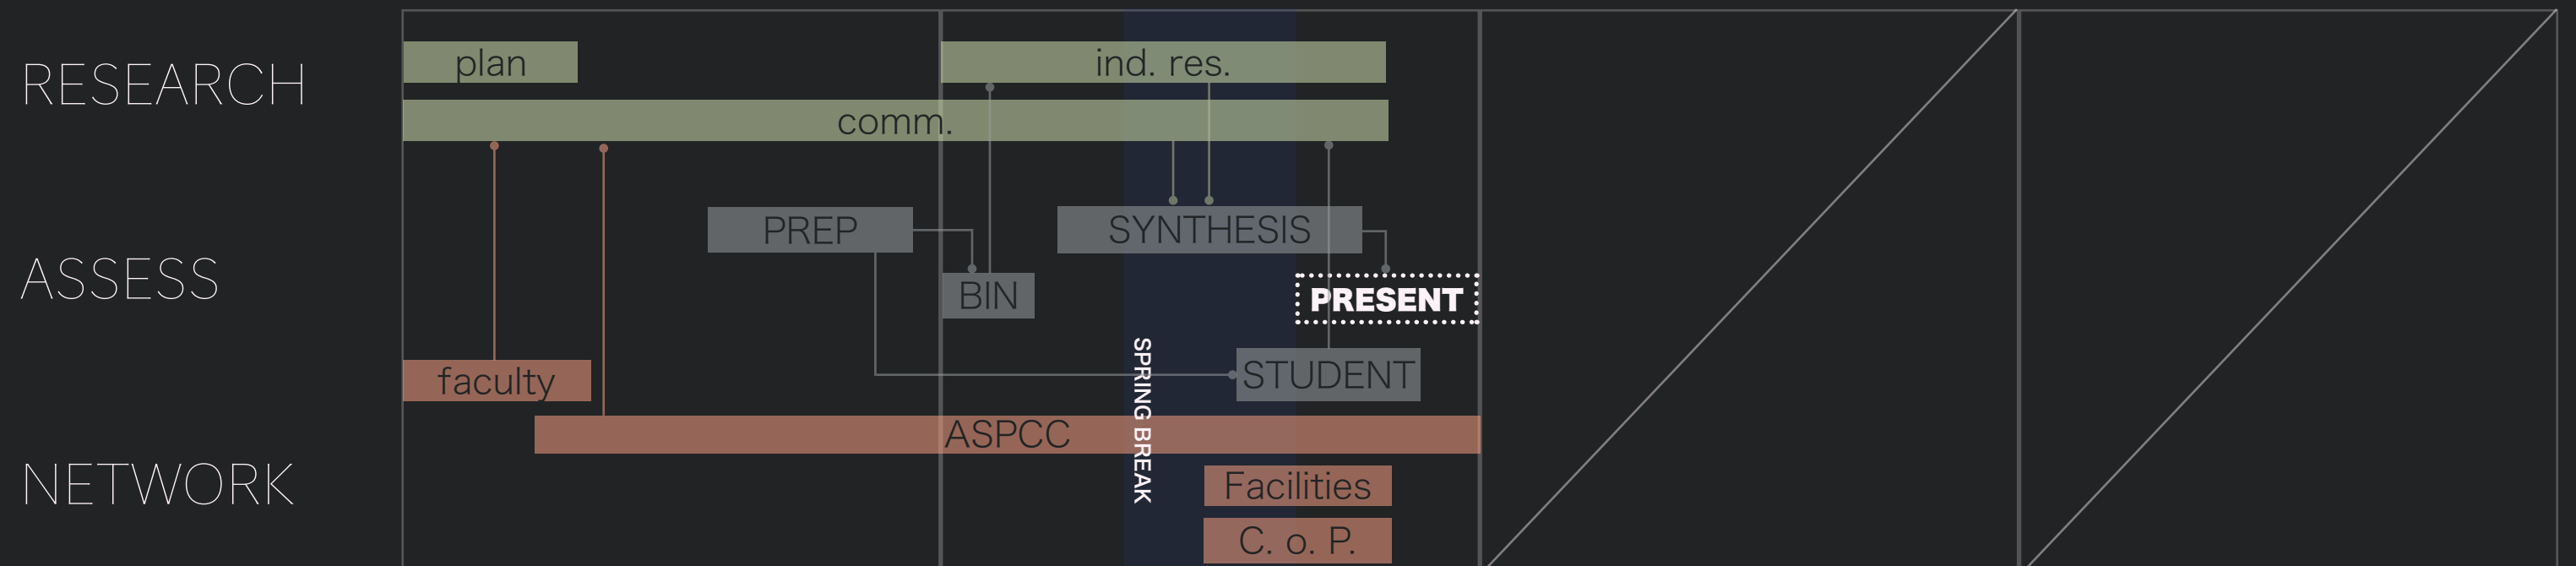 RESEARCH
plan
ind. res.
comm.
ASSESS
PREP
SYNTHESIS
BIN
PRESENT
STUDENT
SPRING BREAK
NETWORK
faculty
ASPCC
Facilities
C. o. P.